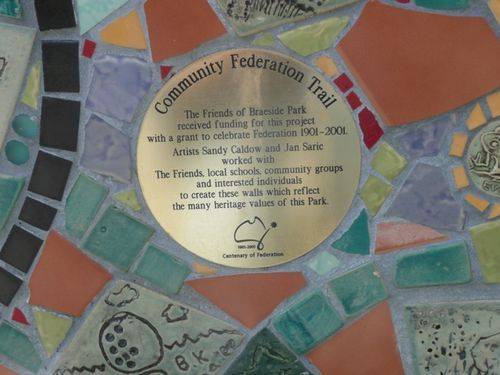 Community Federation Trail
The Friends of Braeside Park
received funding for this project
with a grant to celebrate Federation 1901-2001.
Artists Sandy Caldow and Jan Saric
worked with
The Friends, local schools, community groups
and interested individuals
to create these walls which reflect
the many heritage values of this Park.
1901-2001
Centenary of Federation
BK